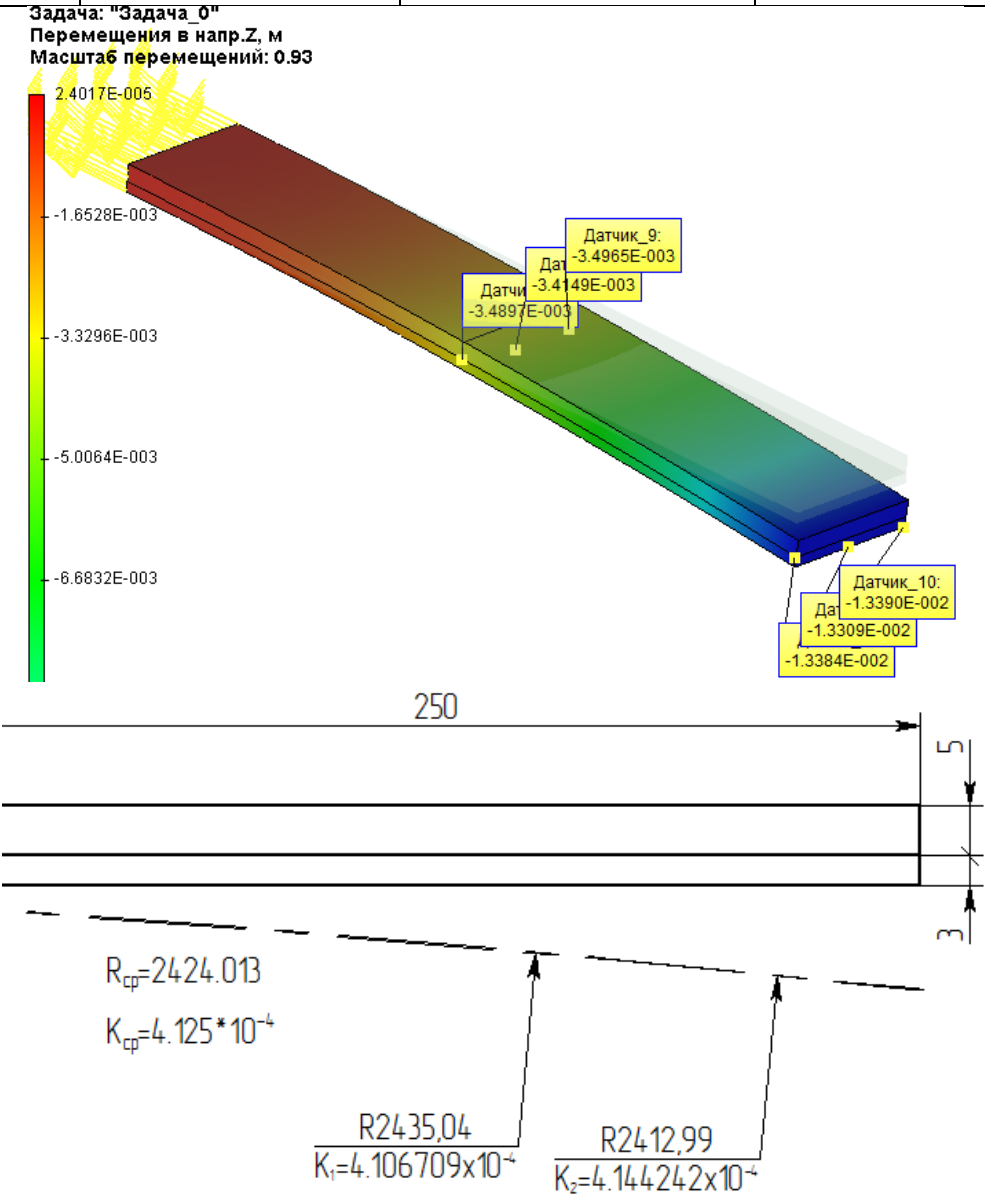 Задача: "Задача_0"
Перемещения в напр.Z, м
Масштаб перемещений: 0.93
2.4017E-005
-1.6528E-003
-3.3296E-003
-5.0064E-003
-6.6832E-003
Датчик_9:
-3.4965E-003
-3.4149E-003
-3.4897E-003
Датчик_10:
-1.3390E-002
-1.3309E-002
-1.3384E-002
250
5
3
Rср=2424.013
Kср=4.125*10⁻⁴
R2435,04
K₁=4.106709x10⁻⁴
R2412,99
K₂=4.144242x10⁻⁴